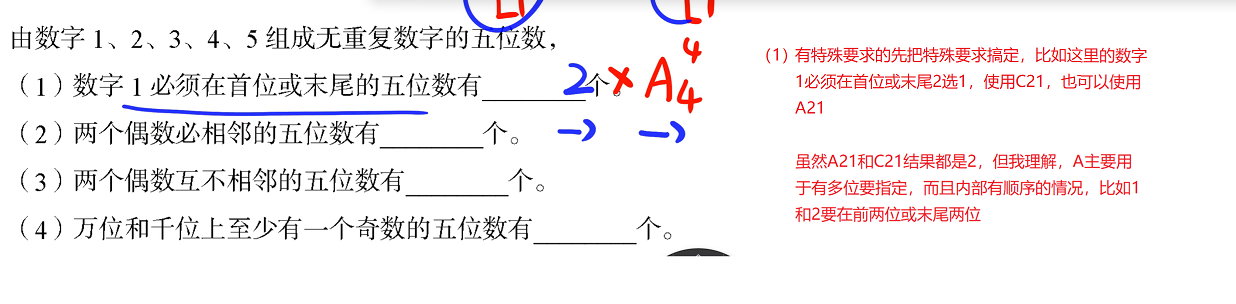 由数字 1、2、3、4、5 组成无重复数字的五位数，
（1）数字 1 必须在首位或末尾的五位数有________个。
2 × A₄⁴
（2）两个偶数必相邻的五位数有________个。
（3）两个偶数互不相邻的五位数有________个。
（4）万位和千位上至少有一个奇数的五位数有________个。
(1) 有特殊要求的先把特殊要求搞定，比如这里的数字
1必须在首位或末尾2选1，使用C21，也可以使用
A21
虽然A21和C21结果都是2，但我理解，A主要用
于有多位要指定，而且内部有顺序的情况，比如1
和2要在前两位或末尾两位